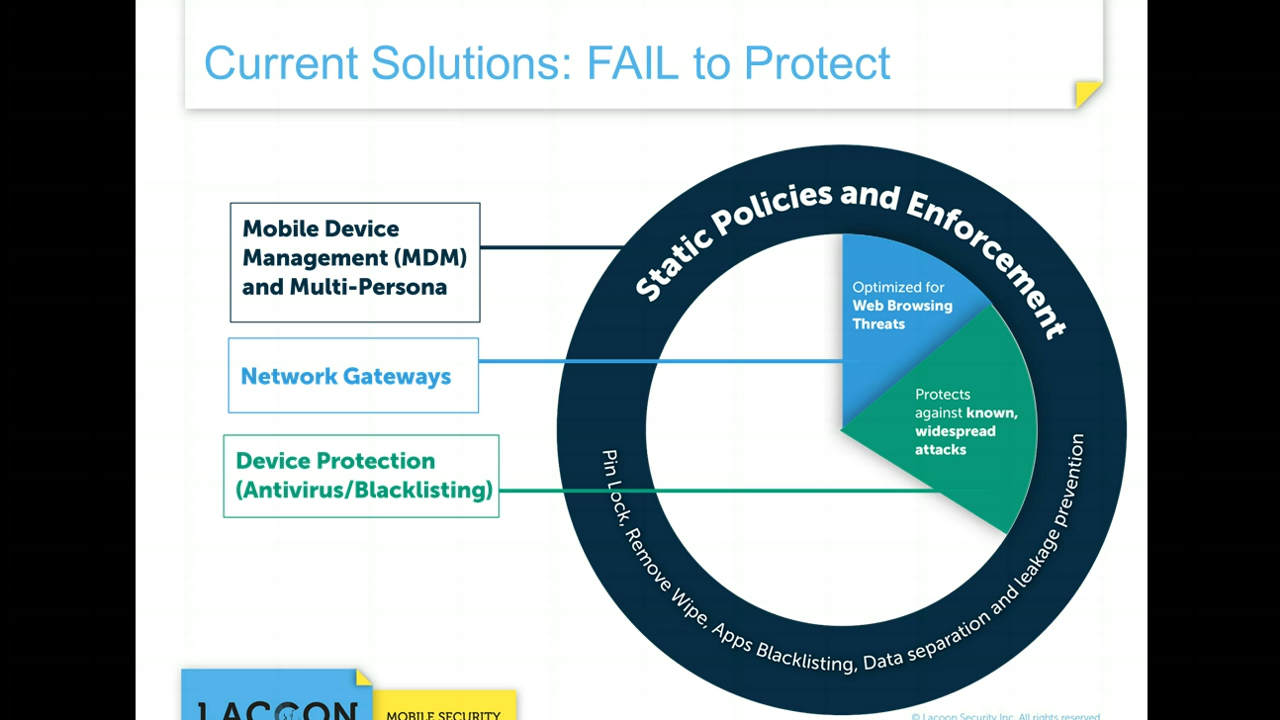 Current Solutions: FAIL to Protect
Static Policies and Enforcement
Mobile Device
Management (MDM)
and Multi-Persona
Optimized for
Web Browsing
Threats
Network Gateways
Protects
against known,
widespread
attacks
Device Protection
(Antivirus/Blacklisting)
Pin Lock, Remove Wipe, Apps Blacklisting, Data separation and leakage prevention
LACOON
MOBILE SECURITY
© Lacoon Security Inc. All rights reserved